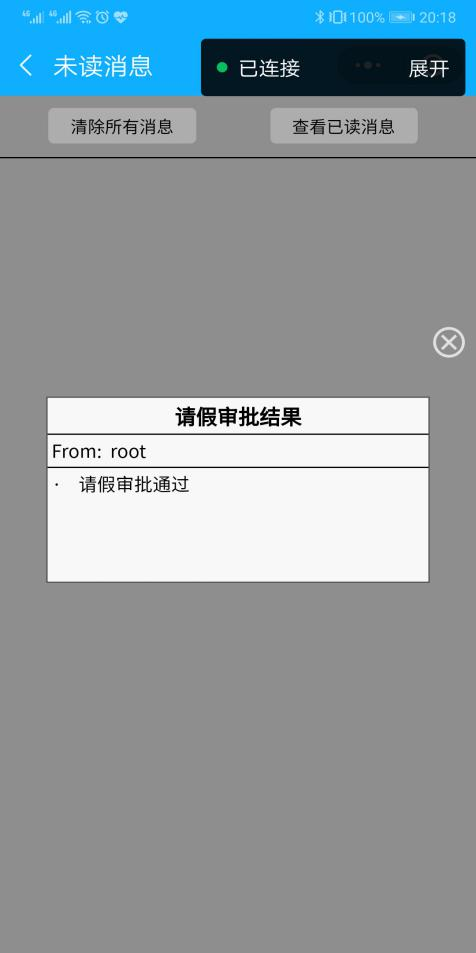 4G 4G 100% 20:18
未读消息 已连接 展开
清除所有消息 查看已读消息
请假审批结果
From: root
· 请假审批通过